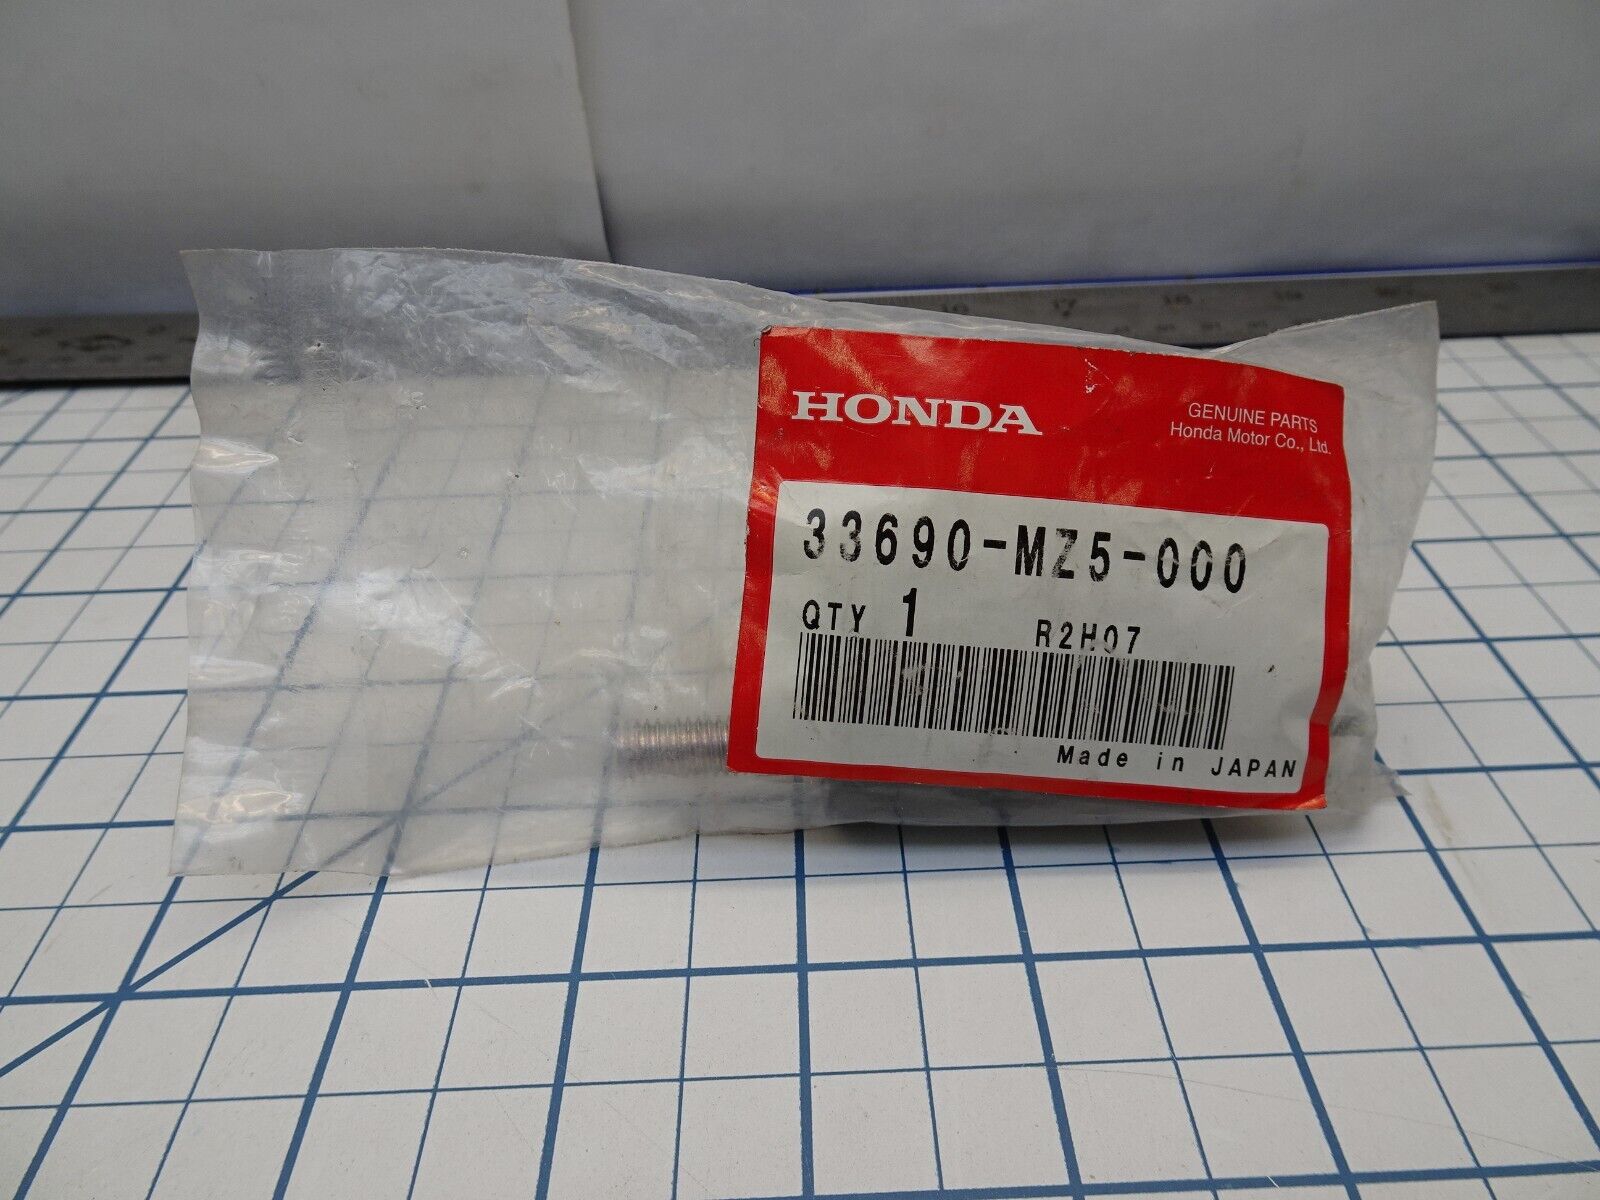 HONDA
GENUINE PARTS
Honda Motor Co., Ltd.
33690-MZ5-000
QTY 1
R2H07
Made in JAPAN